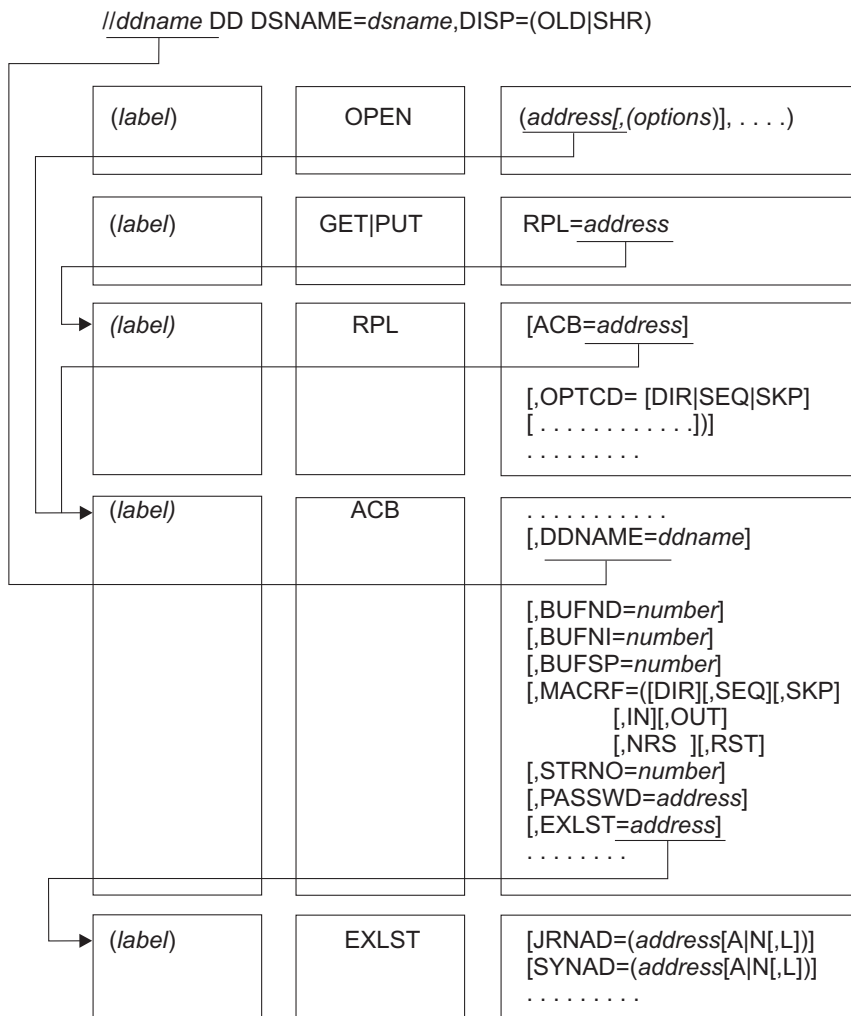 //ddname DD DSNAME=dsname,DISP=(OLD|SHR)
(label) OPEN (address[,(options)], . . . .)
(label) GET|PUT RPL=address
(label) RPL [ACB=address]
[,OPTCD= [DIR|SEQ|SKP]
[ . . . . . . . . . . . .])]
. . . . . . . . .
(label) ACB . . . . . . . . . . .
[,DDNAME=ddname]
[,BUFND=number]
[,BUFNI=number]
[,BUFSP=number]
[,MACRF=([DIR][,SEQ][,SKP]
[,IN][,OUT]
[,NRS ][,RST]
[,STRNO=number]
[,PASSWD=address]
[,EXLST=address]
. . . . . . . .
(label) EXLST [JRNAD=(address[A|N[,L])]
[SYNAD=(address[A|N[,L])]
. . . . . . . . .